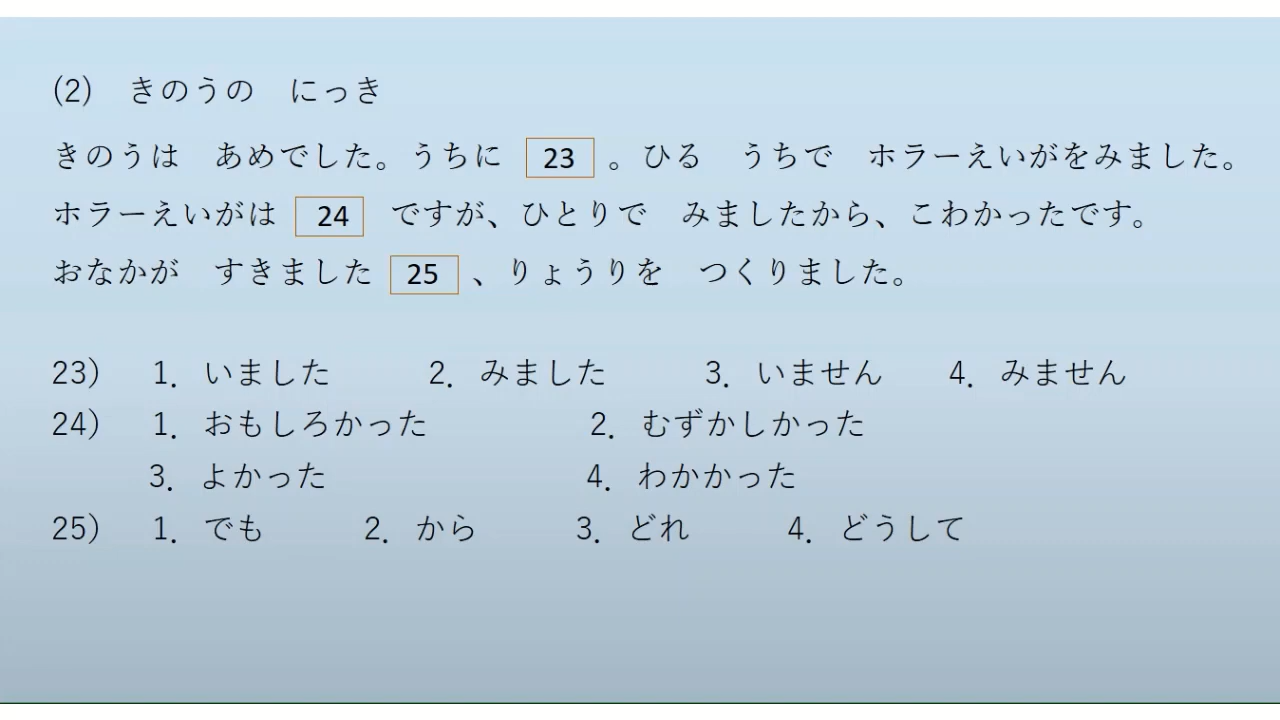 (2)　きのうの　にっき
きのうは　あめでした。うちに 23 。ひる　うちで　ホラーえいがをみました。
ホラーえいがは 24 ですが、ひとりで　みましたから、こわかったです。
おなかが　すきました 25 、りょうりを　つくりました。
23)　1．いました　2．みました　3．いません　4．みません
24)　1．おもしろかった　2．むずかしかった
3．よかった　4．わかかった
25)　1．でも　2．から　3．どれ　4．どうして